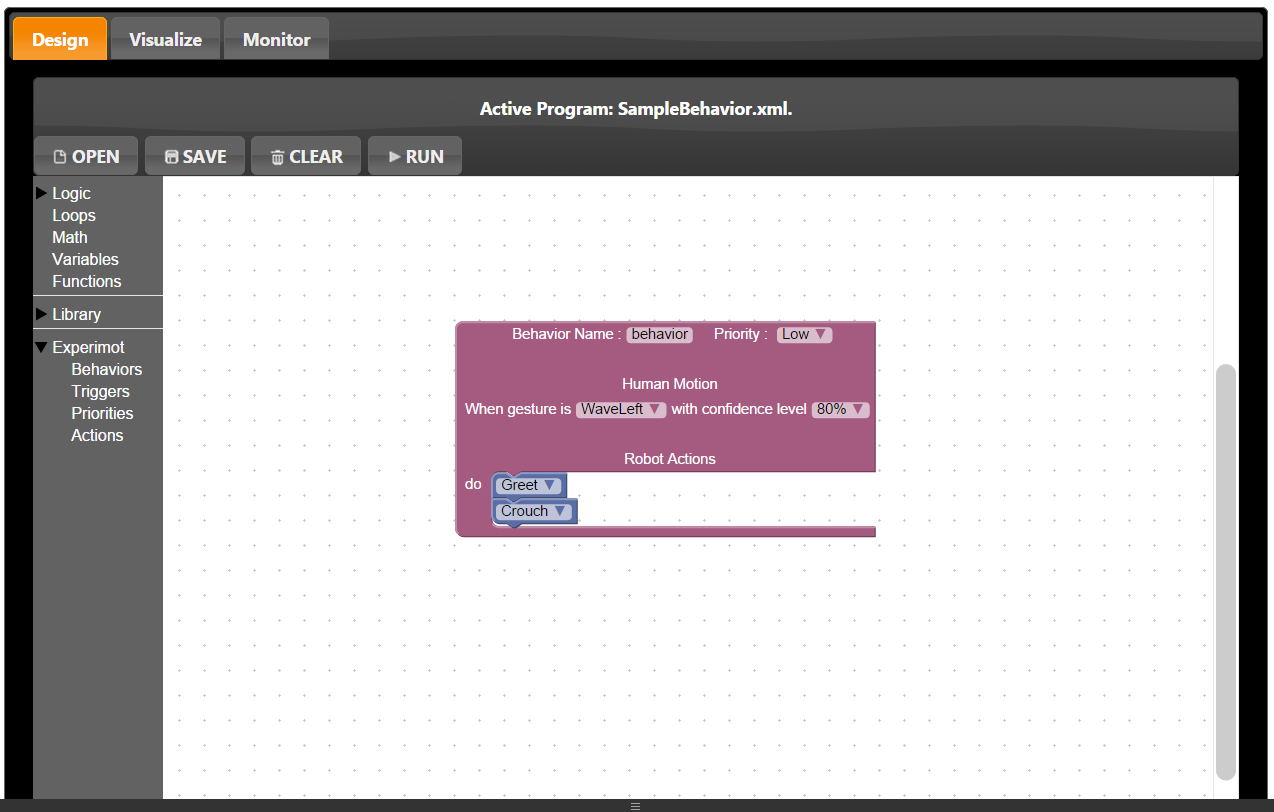 Design Visualize Monitor
Active Program: SampleBehavior.xml.
OPEN SAVE CLEAR RUN
Logic
Loops
Math
Variables
Functions
Library
Experimot
Behaviors
Triggers
Priorities
Actions
Behavior Name : behavior Priority : Low
Human Motion
When gesture is WaveLeft with confidence level 80%
Robot Actions
do Greet
Crouch